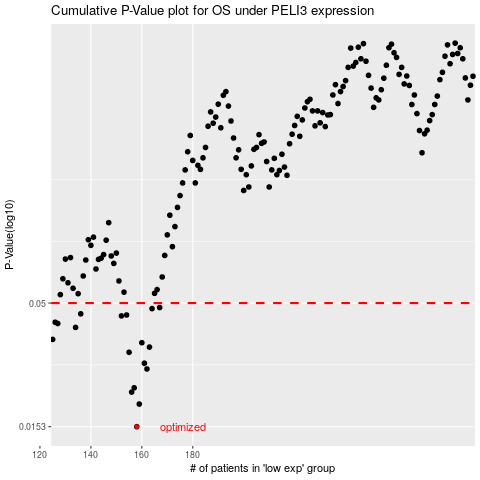 Cumulative P-Value plot for OS under PELI3 expression
P-Value(log10)
0.05
0.0153
optimized
120 140 160 180
# of patients in 'low exp' group